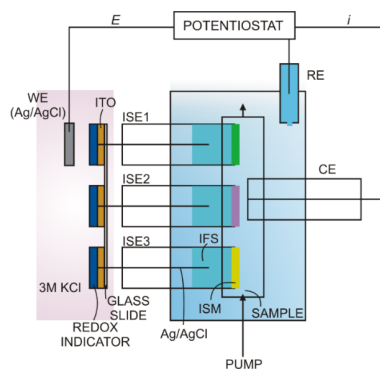 E
POTENTIOSTAT
i
WE
(Ag/AgCl)
ITO
RE
ISE1
CE
ISE2
ISE3
IFS
3M KCl
GLASS
SLIDE
REDOX
INDICATOR
Ag/AgCl
ISM
SAMPLE
PUMP